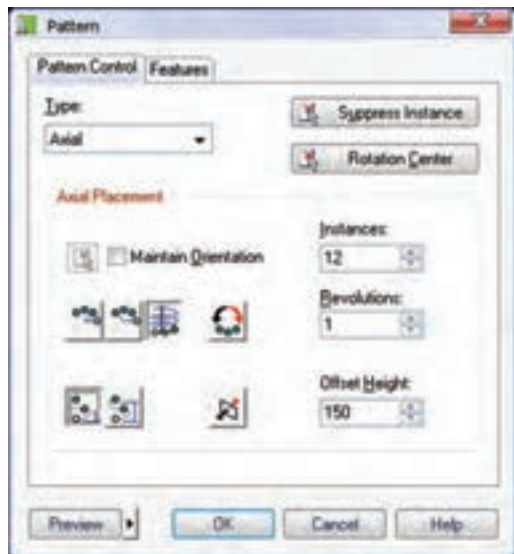 Pattern
Pattern Control Features
Type:
Axial
Suppress Instance
Rotation Center
Axial Placement
Maintain Orientation
Instances:
12
Revolutions:
1
Offset Height:
150
Preview OK Cancel Help